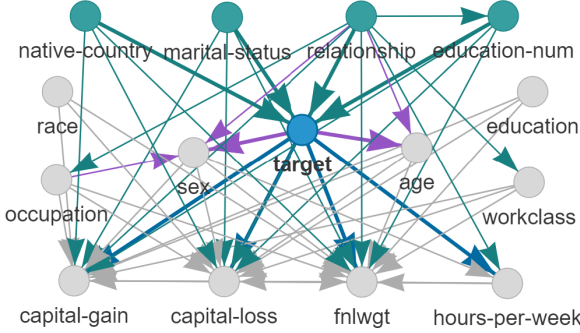 native-country marital-status relationship education-num
race education
sex target age
occupation workclass
capital-gain capital-loss fnlwgt hours-per-week